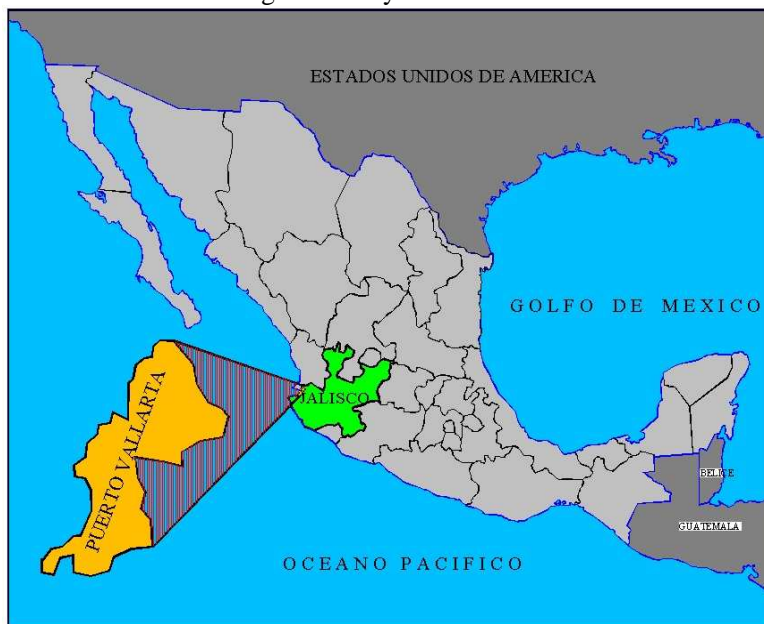 ESTADOS UNIDOS DE AMERICA
GOLFO DE MEXICO
JALISCO
PUERTO VALLARTA
BELICE
GUATEMALA
OCEANO PACIFICO